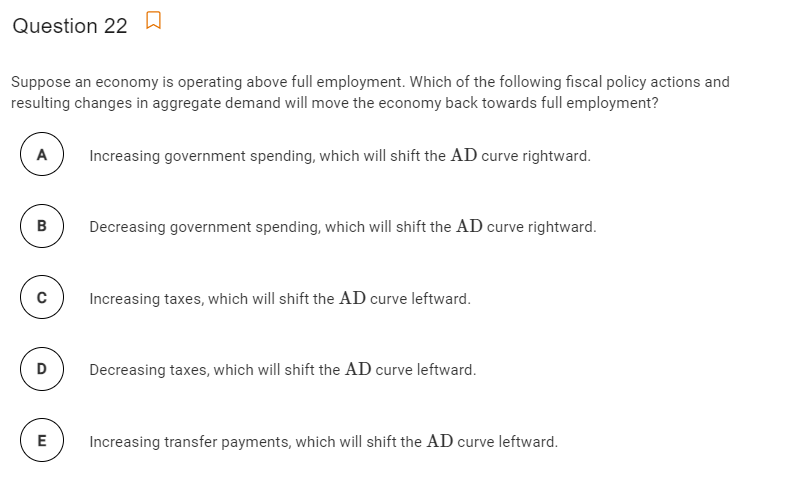 Question 22
Suppose an economy is operating above full employment. Which of the following fiscal policy actions and
resulting changes in aggregate demand will move the economy back towards full employment?
A Increasing government spending, which will shift the AD curve rightward.
B Decreasing government spending, which will shift the AD curve rightward.
C Increasing taxes, which will shift the AD curve leftward.
D Decreasing taxes, which will shift the AD curve leftward.
E Increasing transfer payments, which will shift the AD curve leftward.